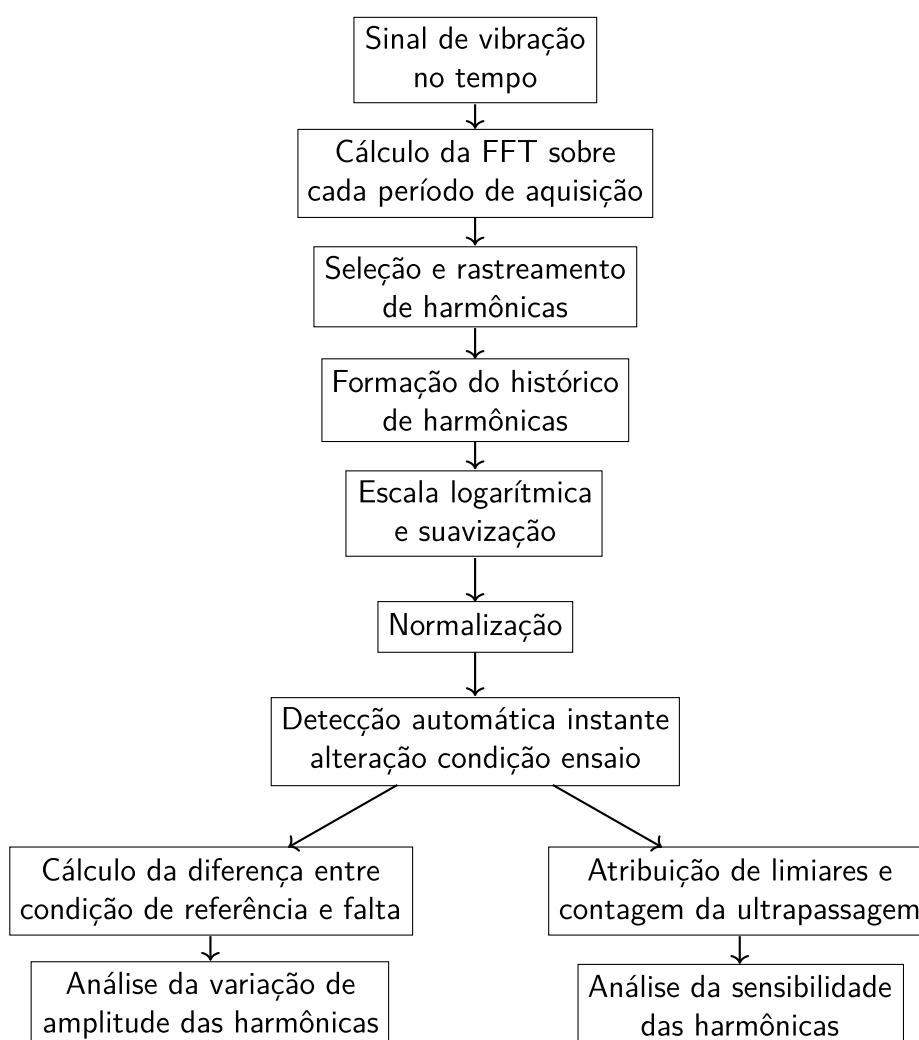 Sinal de vibração
no tempo
Cálculo da FFT sobre
cada período de aquisição
Seleção e rastreamento
de harmônicas
Formação do histórico
de harmônicas
Escala logarítmica
e suavização
Normalização
Detecção automática instante
alteração condição ensaio
Cálculo da diferença entre
condição de referência e falta
Atribuição de limiares e
contagem da ultrapassagem
Análise da variação de
amplitude das harmônicas
Análise da sensibilidade
das harmônicas